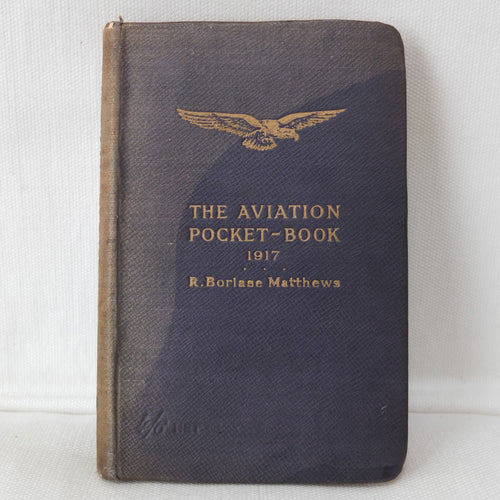 THE AVIATION
POCKET-BOOK
1917
R. Borlase Matthews